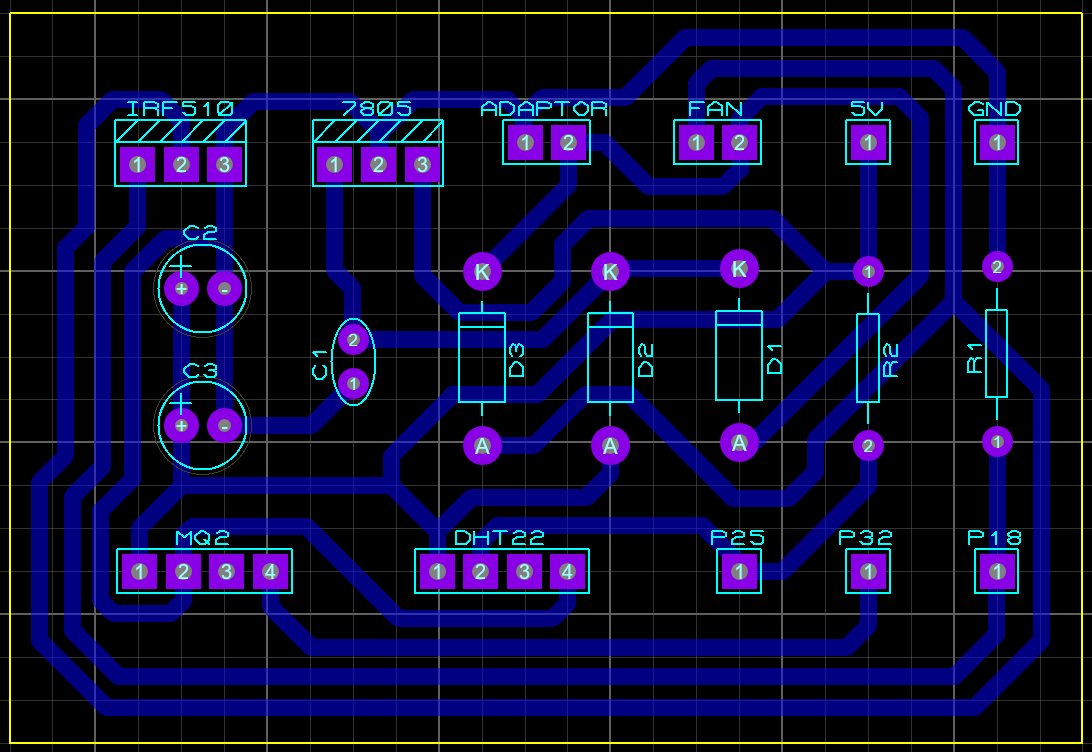 IRF510 7805 ADAPTOR FAN 5V GND
1 2 3 1 2 3 1 2 1 2 1 1
C2
+ -
K K K 1 2
C1 2 1 D3 D2 D1 R2 R1
C3
+ -
A A A 2 1
MQ2 DHT22 P25 P32 P18
1 2 3 4 1 2 3 4 1 1 1